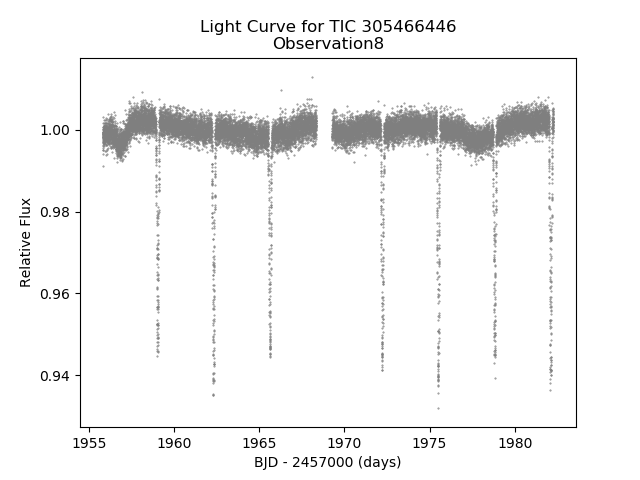 Light Curve for TIC 305466446
Observation8
1.00
0.98
0.96
0.94
Relative Flux
1955 1960 1965 1970 1975 1980
BJD - 2457000 (days)